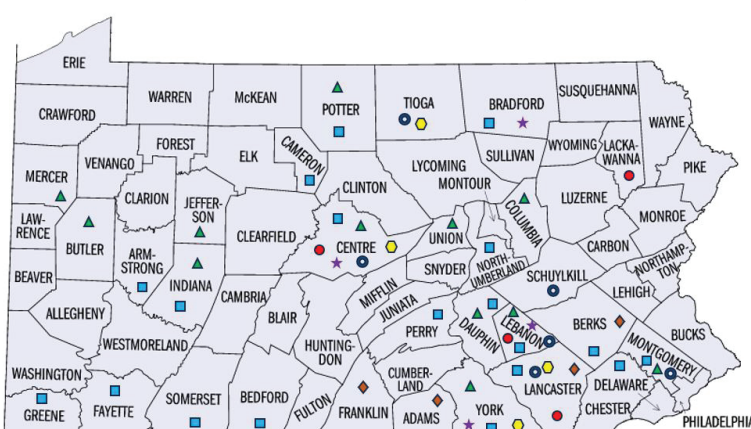 ERIE
WARREN
McKEAN
POTTER
TIOGA
BRADFORD
SUSQUEHANNA
CRAWFORD
WAYNE
FOREST
ELK
CAMERON
WYOMING
LACKA-
WANNA
SULLIVAN
VENANGO
LYCOMING
PIKE
MERCER
MONTOUR
CLINTON
CLARION
JEFFER-
SON
LUZERNE
COLUMBIA
MONROE
LAW-
RENCE
BUTLER
CLEARFIELD
CENTRE
UNION
CARBON
ARM-
STRONG
NORTH-
UMBERLAND
NORTHAMP-
TON
SNYDER
SCHUYLKILL
BEAVER
INDIANA
LEHIGH
MIFFLIN
CAMBRIA
JUNIATA
ALLEGHENY
BLAIR
PERRY
DAUPHIN
LEBANON
BERKS
BUCKS
WESTMORELAND
HUNTING-
DON
MONTGOMERY
WASHINGTON
CUMBER-
LAND
LANCASTER
DELAWARE
GREENE
FAYETTE
SOMERSET
BEDFORD
FULTON
FRANKLIN
ADAMS
YORK
CHESTER
PHILADELPHIA